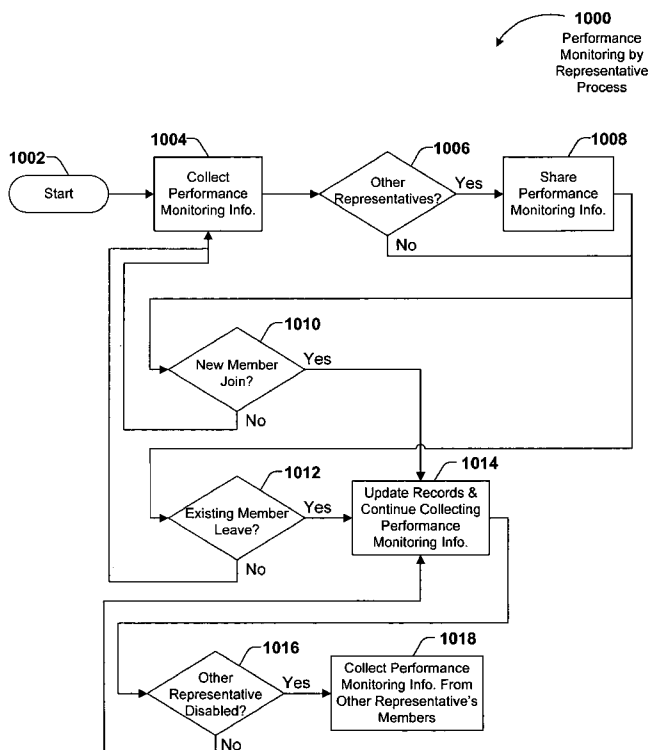 1000
Performance
Monitoring by
Representative
Process
1002
Start
1004
Collect
Performance
Monitoring Info.
1006
Other
Representatives?
Yes
No
1008
Share
Performance
Monitoring Info.
1010
New Member
Join?
Yes
No
1012
Existing Member
Leave?
Yes
No
1014
Update Records &
Continue Collecting
Performance
Monitoring Info.
1016
Other
Representative
Disabled?
Yes
No
1018
Collect Performance
Monitoring Info. From
Other Representative's
Members